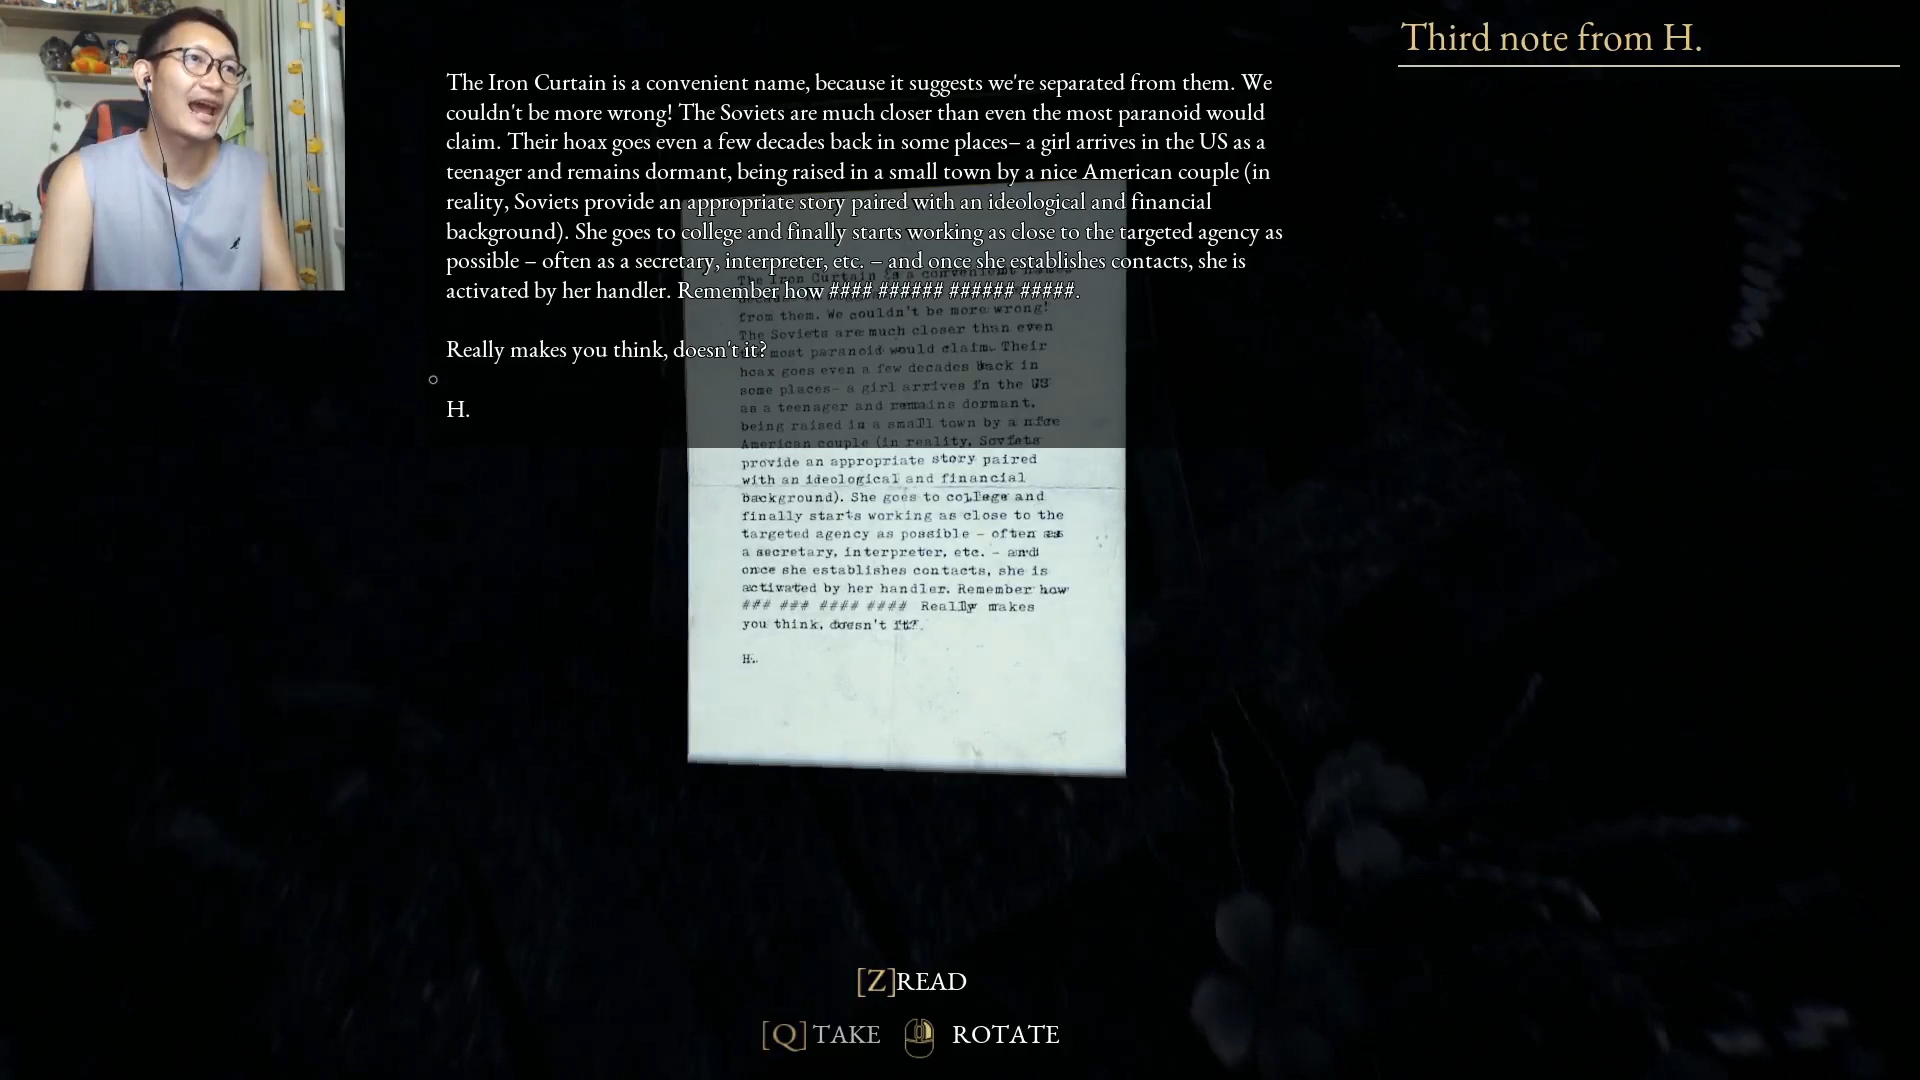 Third note from H.
The Iron Curtain is a convenient name, because it suggests we're separated from them. We
couldn't be more wrong! The Soviets are much closer than even the most paranoid would
claim. Their hoax goes even a few decades back in some places– a girl arrives in the US as a
teenager and remains dormant, being raised in a small town by a nice American couple (in
reality, Soviets provide an appropriate story paired with an ideological and financial
background). She goes to college and finally starts working as close to the targeted agency as
possible – often as a secretary, interpreter, etc. – and once she establishes contacts, she is
activated by her handler. Remember how #### ###### ###### #####.
Really makes you think, doesn't it?
H.
The Iron Curtain is a convenient
from them. We couldn't be more wrong!
The Soviets are much closer than even
most paranoid would claim. Their
hoax goes even a few decades back in
some places– a girl arrives in the US
as a teenager and remains dormant,
being raised in a small town by a nice
American couple (in reality, Soviets
provide an appropriate story paired
with an ideological and financial
background). She goes to college and
finally starts working as close to the
targeted agency as possible – often as
a secretary, interpreter, etc. – and
once she establishes contacts, she is
activated by her handler. Remember how
### ### #### #### Really makes
you think, doesn't it?.
H.
[Z]READ
[Q] TAKE ROTATE